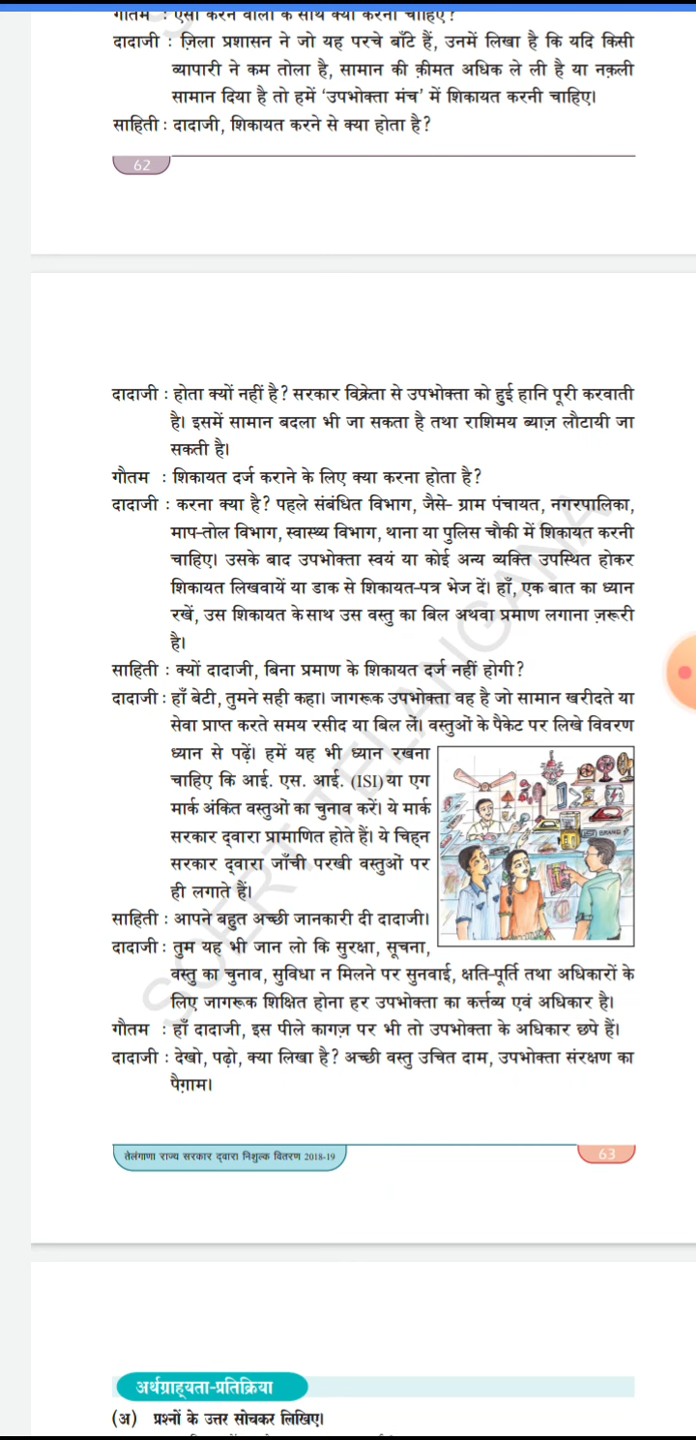 गौतम : ऐसा करने वालों के साथ क्या करना चाहिए?
दादाजी : ज़िला प्रशासन ने जो यह परचे बाँटे हैं, उनमें लिखा है कि यदि किसी
व्यापारी ने कम तोला है, सामान की क़ीमत अधिक ले ली है या नक़ली
सामान दिया है तो हमें ‘उपभोक्ता मंच’ में शिकायत करनी चाहिए।
साहिती : दादाजी, शिकायत करने से क्या होता है?
62
दादाजी : होता क्यों नहीं है? सरकार विक्रेता से उपभोक्ता को हुई हानि पूरी करवाती
है। इसमें सामान बदला भी जा सकता है तथा राशिमय ब्याज़ लौटायी जा
सकती है।
गौतम : शिकायत दर्ज कराने के लिए क्या करना होता है?
दादाजी : करना क्या है? पहले संबंधित विभाग, जैसे- ग्राम पंचायत, नगरपालिका,
माप-तोल विभाग, स्वास्थ्य विभाग, थाना या पुलिस चौकी में शिकायत करनी
चाहिए। उसके बाद उपभोक्ता स्वयं या कोई अन्य व्यक्ति उपस्थित होकर
शिकायत लिखवायें या डाक से शिकायत-पत्र भेज दें। हाँ, एक बात का ध्यान
रखें, उस शिकायत के साथ उस वस्तु का बिल अथवा प्रमाण लगाना ज़रूरी
है।
साहिती : क्यों दादाजी, बिना प्रमाण के शिकायत दर्ज नहीं होगी?
दादाजी : हाँ बेटी, तुमने सही कहा। जागरूक उपभोक्ता वह है जो सामान खरीदते या
सेवा प्राप्त करते समय रसीद या बिल लें। वस्तुओं के पैकेट पर लिखे विवरण
ध्यान से पढ़ें। हमें यह भी ध्यान रखना
चाहिए कि आई. एस. आई. (ISI) या एग
मार्क अंकित वस्तुओं का चुनाव करें। ये मार्क
सरकार द्वारा प्रामाणित होते हैं। ये चिह्न
सरकार द्वारा जाँची परखी वस्तुओं पर
ही लगाते हैं।
साहिती : आपने बहुत अच्छी जानकारी दी दादाजी।
दादाजी : तुम यह भी जान लो कि सुरक्षा, सूचना,
वस्तु का चुनाव, सुविधा न मिलने पर सुनवाई, क्षति-पूर्ति तथा अधिकारों के
लिए जागरूक शिक्षित होना हर उपभोक्ता का कर्त्तव्य एवं अधिकार है।
गौतम : हाँ दादाजी, इस पीले कागज़ पर भी तो उपभोक्ता के अधिकार छपे हैं।
दादाजी : देखो, पढ़ो, क्या लिखा है? अच्छी वस्तु उचित दाम, उपभोक्ता संरक्षण का
पैग़ाम।
SCERT TELANGANA
तेलंगाणा राज्य सरकार द्वारा निशुल्क वितरण 2018-19
63
अर्थग्राह्यता-प्रतिक्रिया
(अ) प्रश्नों के उत्तर सोचकर लिखिए।